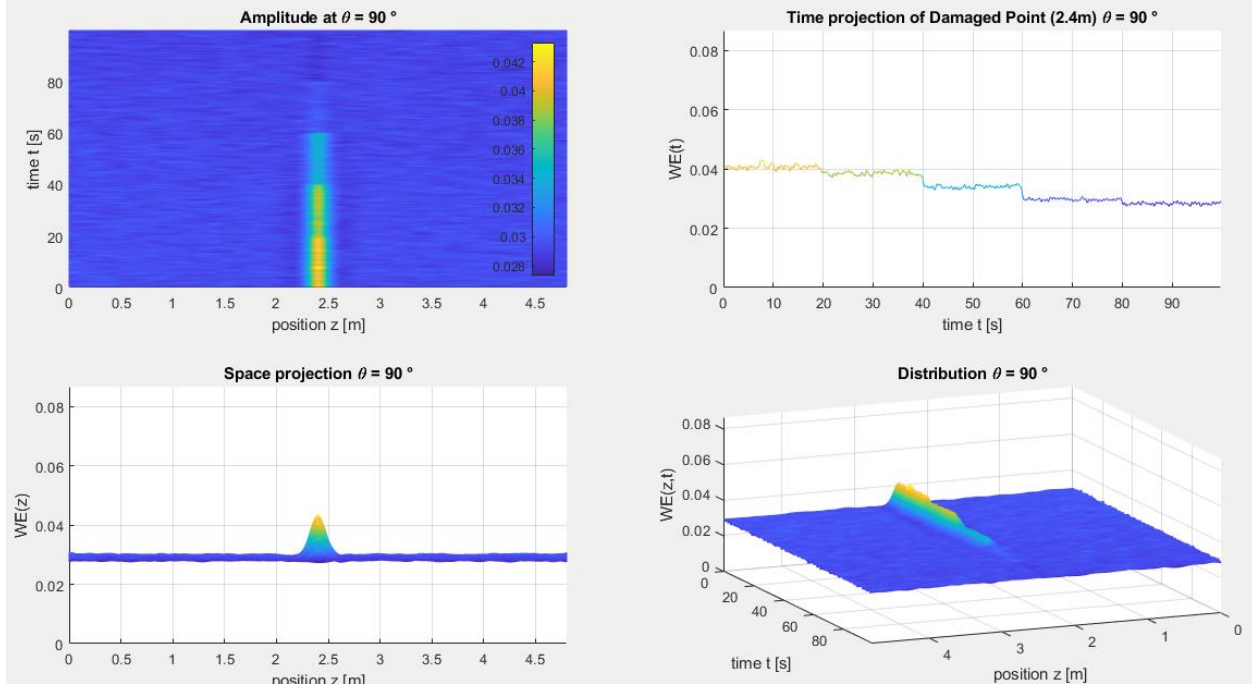 Amplitude at θ = 90 °
0.042
0.04
0.038
0.036
0.034
0.032
0.03
0.028
80
60
40
20
0
time t [s]
0 0.5 1 1.5 2 2.5 3 3.5 4 4.5
position z [m]
Time projection of Damaged Point (2.4m) θ = 90 °
0.08
0.06
0.04
0.02
0
WE(t)
0 10 20 30 40 50 60 70 80 90
time t [s]
Space projection θ = 90 °
0.08
0.06
0.04
0.02
0
WE(z)
0 0.5 1 1.5 2 2.5 3 3.5 4 4.5
position z [m]
Distribution θ = 90 °
0.08
0.06
0.04
0.02
0
WE(z,t)
0
20
40
60
80
time t [s]
4 3 2 1 0
position z [m]